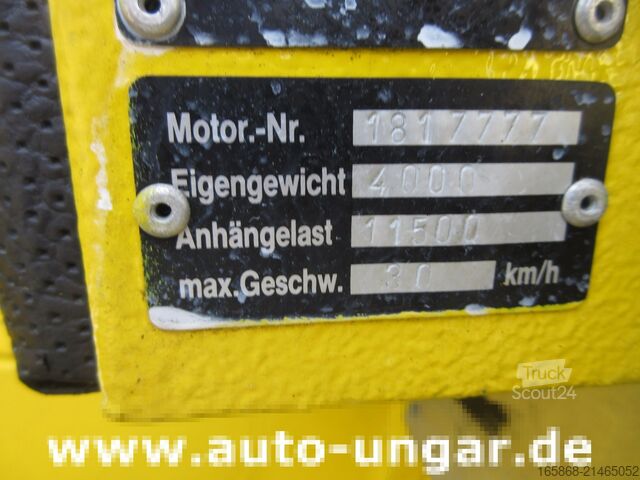 Motor.-Nr. 1817777
Eigengewicht 4000
Anhängelast 11500
max.Geschw. 30 km/h
Truck
Scout24
www.auto-ungar.de
165868-21465052